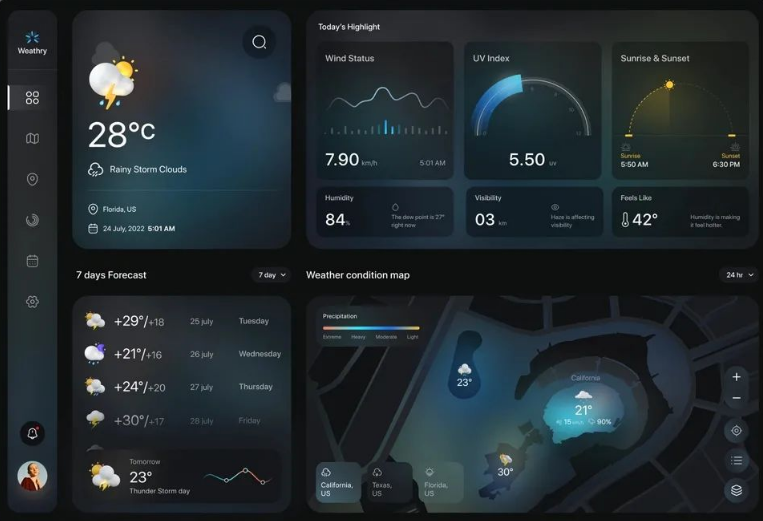 Weathry
28°C
Rainy Storm Clouds
Florida, US
24 July, 2022 5:01 AM
Today's Highlight
Wind Status
7.90 km/h
5:01 AM
UV Index
5.50 uv
Sunrise & Sunset
Sunrise
5:50 AM
Sunset
6:30 PM
Humidity
84%
The dew point is 27°
right now
Visibility
03 km
Haze is affecting
visibility
Feels Like
42°
Humidity is making
it feel hotter.
7 days Forecast
7 day
+29°/+18 25 july Tuesday
+21°/+16 26 july Wednesday
+24°/+20 27 july Thursday
+30°/+17 28 july Friday
Tomorrow
23°
Thunder Storm day
Weather condition map
24 hr
Precipitation
Extreme Heavy Moderate Light
23°
California
21°
90%
30°
California,
US
Texas,
US
Florida,
US
+
−